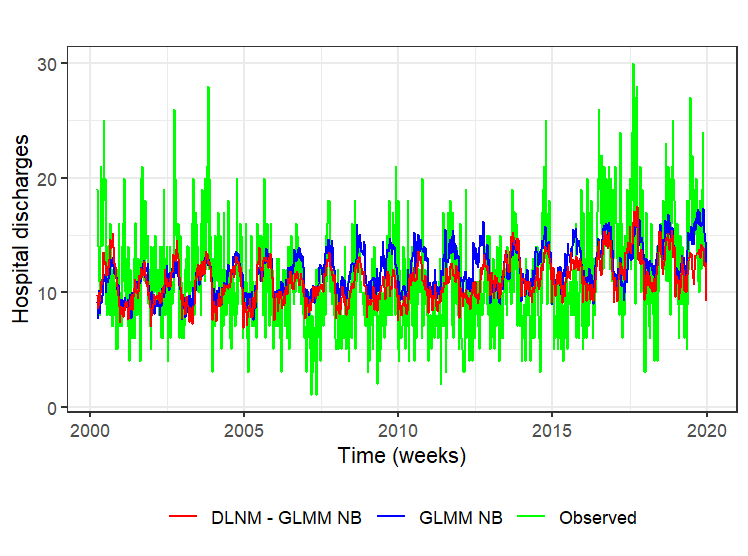 Hospital discharges
30
20
10
0
2000 2005 2010 2015 2020
Time (weeks)
DLNM - GLMM NB GLMM NB Observed